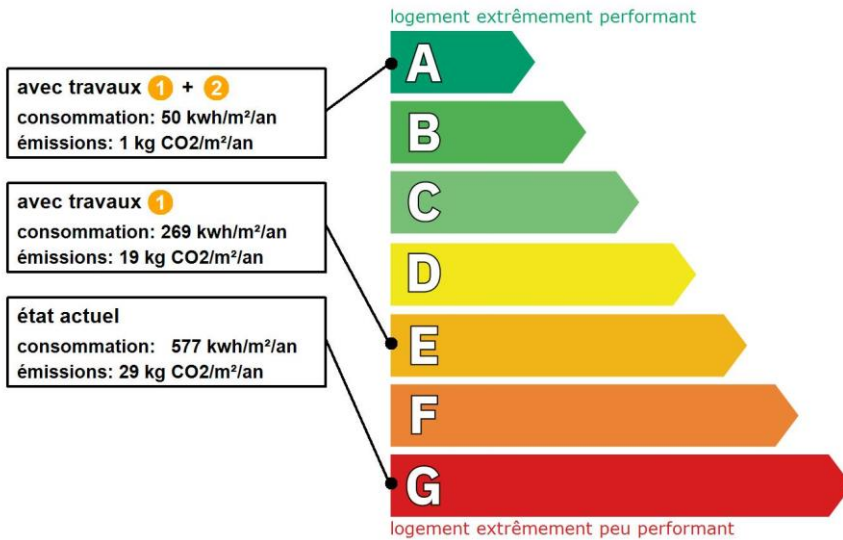 logement extrêmement performant
avec travaux 1 + 2
consommation: 50 kwh/m²/an
émissions: 1 kg CO2/m²/an
avec travaux 1
consommation: 269 kwh/m²/an
émissions: 19 kg CO2/m²/an
état actuel
consommation: 577 kwh/m²/an
émissions: 29 kg CO2/m²/an
A
B
C
D
E
F
G
logement extrêmement peu performant